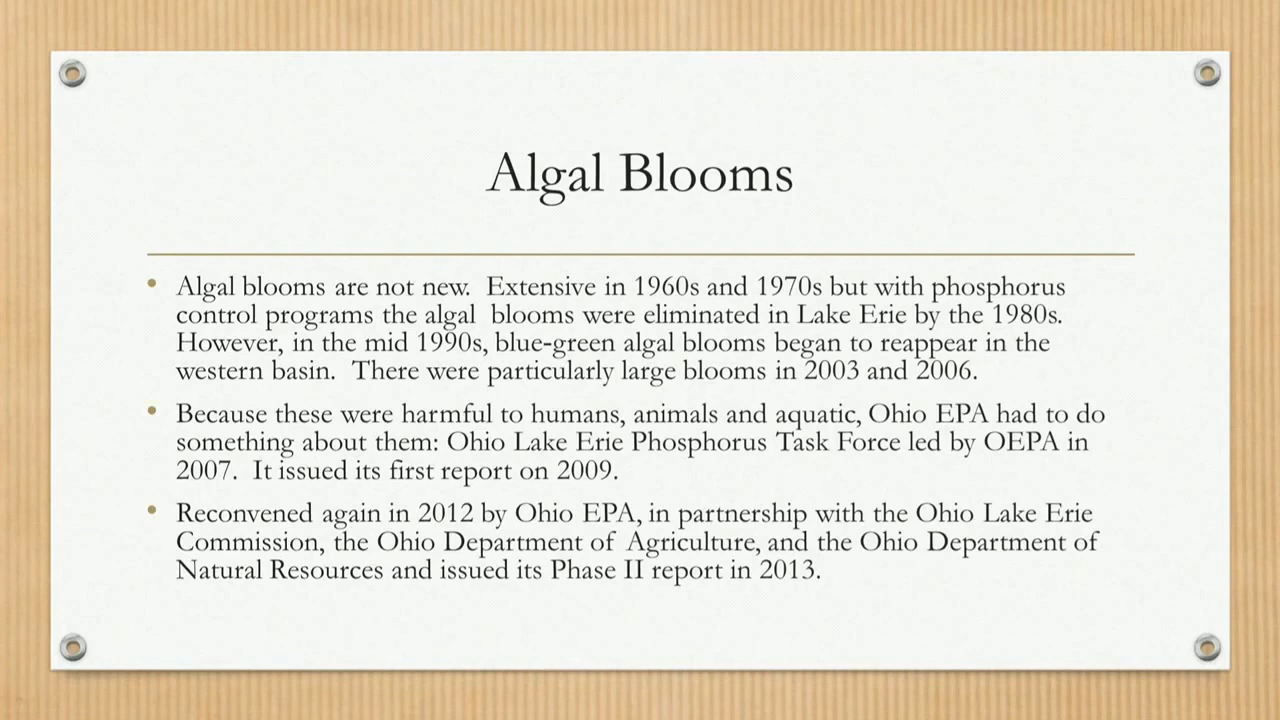 Algal Blooms
• Algal blooms are not new.  Extensive in 1960s and 1970s but with phosphorus
control programs the algal  blooms were eliminated in Lake Erie by the 1980s.
However, in the mid 1990s, blue-green algal blooms began to reappear in the
western basin.  There were particularly large blooms in 2003 and 2006.
• Because these were harmful to humans, animals and aquatic, Ohio EPA had to do
something about them: Ohio Lake Erie Phosphorus Task Force led by OEPA in
2007.  It issued its first report on 2009.
• Reconvened again in 2012 by Ohio EPA, in partnership with the Ohio Lake Erie
Commission, the Ohio Department of Agriculture, and the Ohio Department of
Natural Resources and issued its Phase II report in 2013.